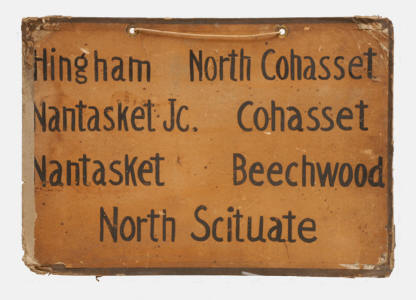 Hingham North Cohasset
Nantasket Jc. Cohasset
Nantasket Beechwood
North Scituate